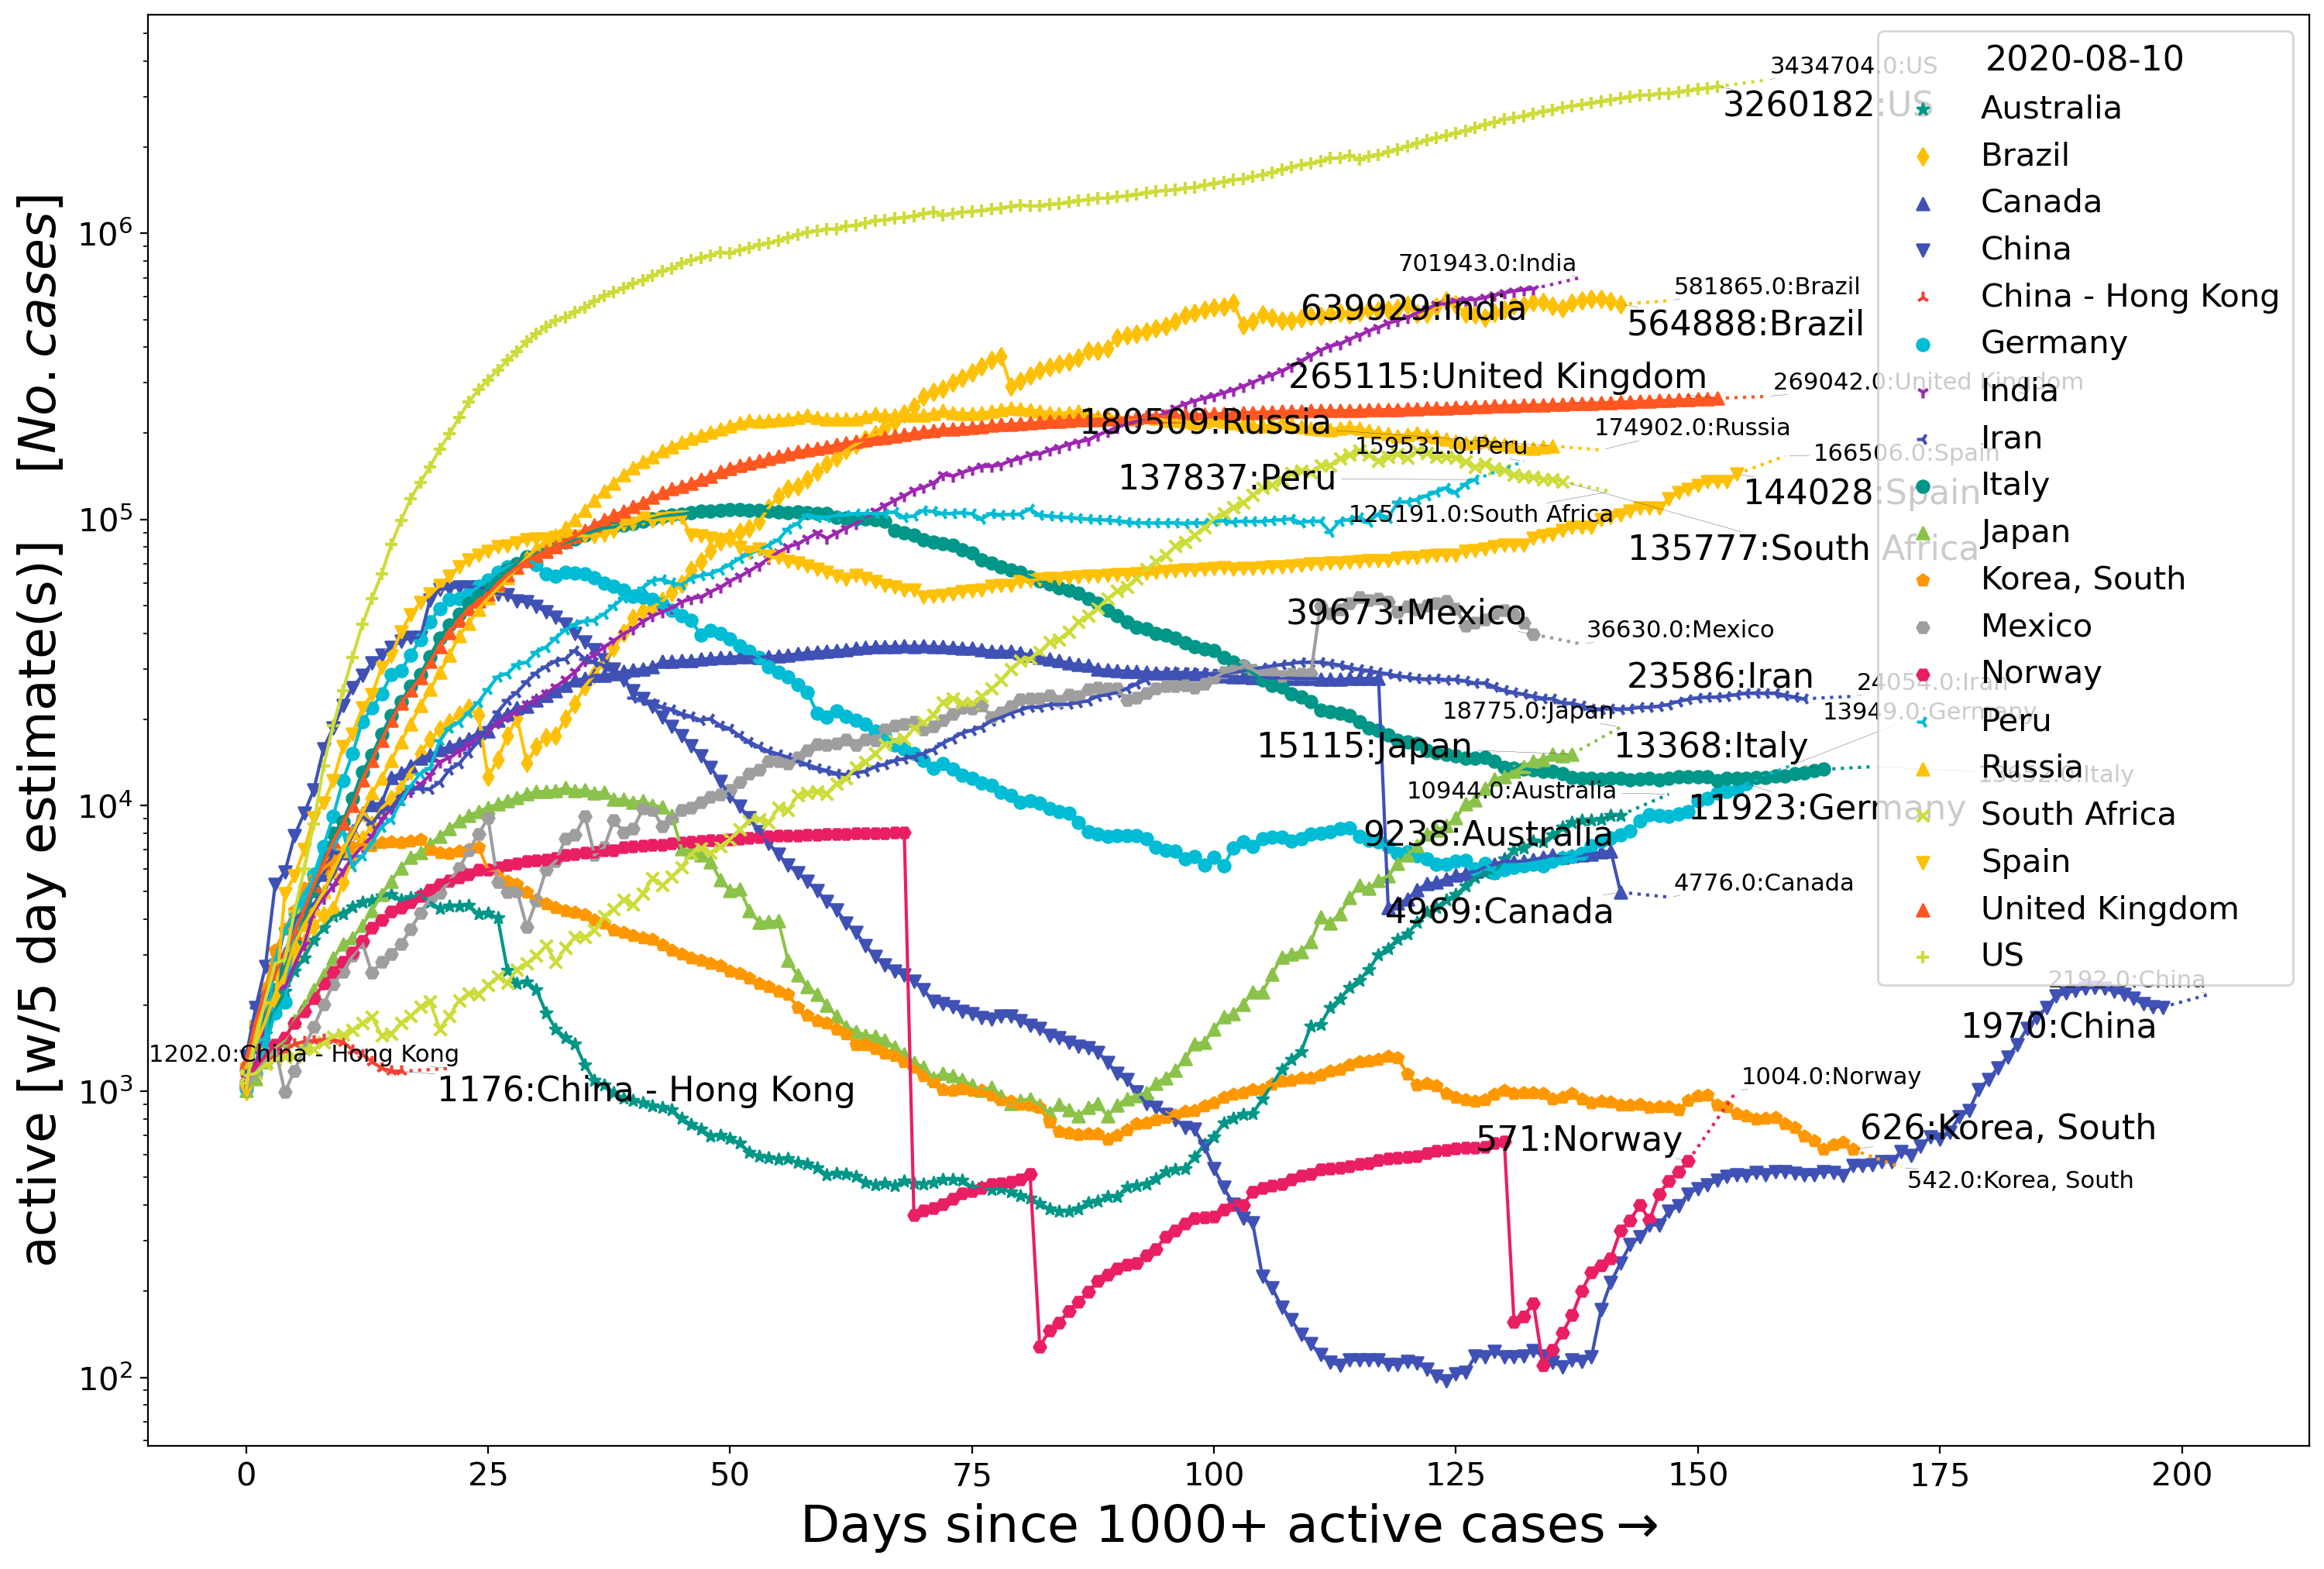 3434704.0:US
3260182:US
701943.0:India
639929:India
581865.0:Brazil
564888:Brazil
265115:United Kingdom
269042.0:United Kingdom
180509:Russia
174902.0:Russia
159531.0:Peru
166506.0:Spain
137837:Peru
144028:Spain
125191.0:South Africa
135777:South Africa
39673:Mexico
36630.0:Mexico
23586:Iran
24054.0:Iran
18775.0:Japan
13949.0:Germany
15115:Japan
13368:Italy
10944.0:Australia
11923:Germany
9238:Australia
4776.0:Canada
4969:Canada
2192.0:China
1970:China
1202.0:China - Hong Kong
1176:China - Hong Kong
1004.0:Norway
571:Norway
626:Korea, South
542.0:Korea, South
2020-08-10
Australia
Brazil
Canada
China
China - Hong Kong
Germany
India
Iran
Italy
Japan
Korea, South
Mexico
Norway
Peru
Russia
South Africa
Spain
United Kingdom
US
active [w/5 day estimate(s)] [No. cases]
10⁶
10⁵
10⁴
10³
10²
0 25 50 75 100 125 150 175 200
Days since 1000+ active cases→